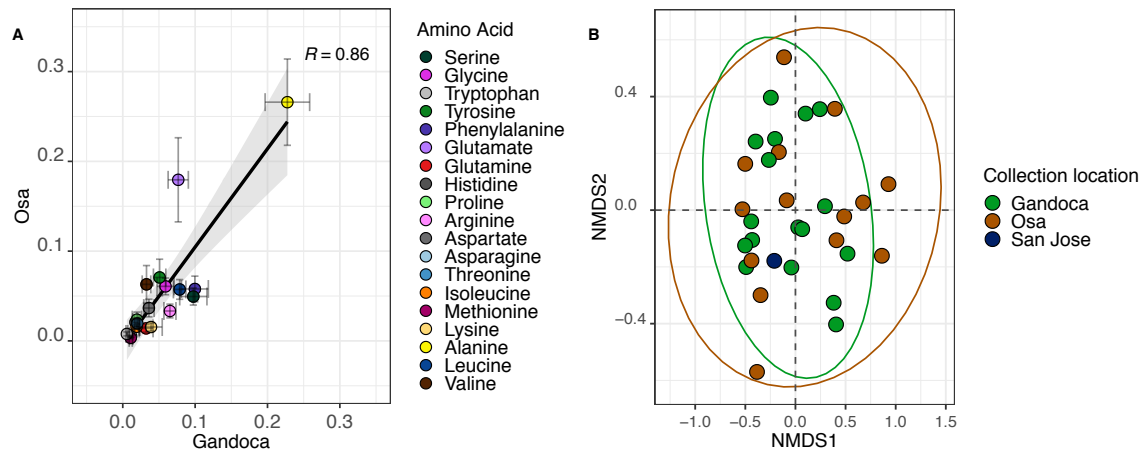 A
R = 0.86
0.3
0.2
0.1
0.0
Osa
0.0 0.1 0.2 0.3
Gandoca
Amino Acid
Serine
Glycine
Tryptophan
Tyrosine
Phenylalanine
Glutamate
Glutamine
Histidine
Proline
Arginine
Aspartate
Asparagine
Threonine
Isoleucine
Methionine
Lysine
Alanine
Leucine
Valine
B
0.4
0.0
−0.4
NMDS2
−1.0 −0.5 0.0 0.5 1.0 1.5
NMDS1
Collection location
Gandoca
Osa
San Jose